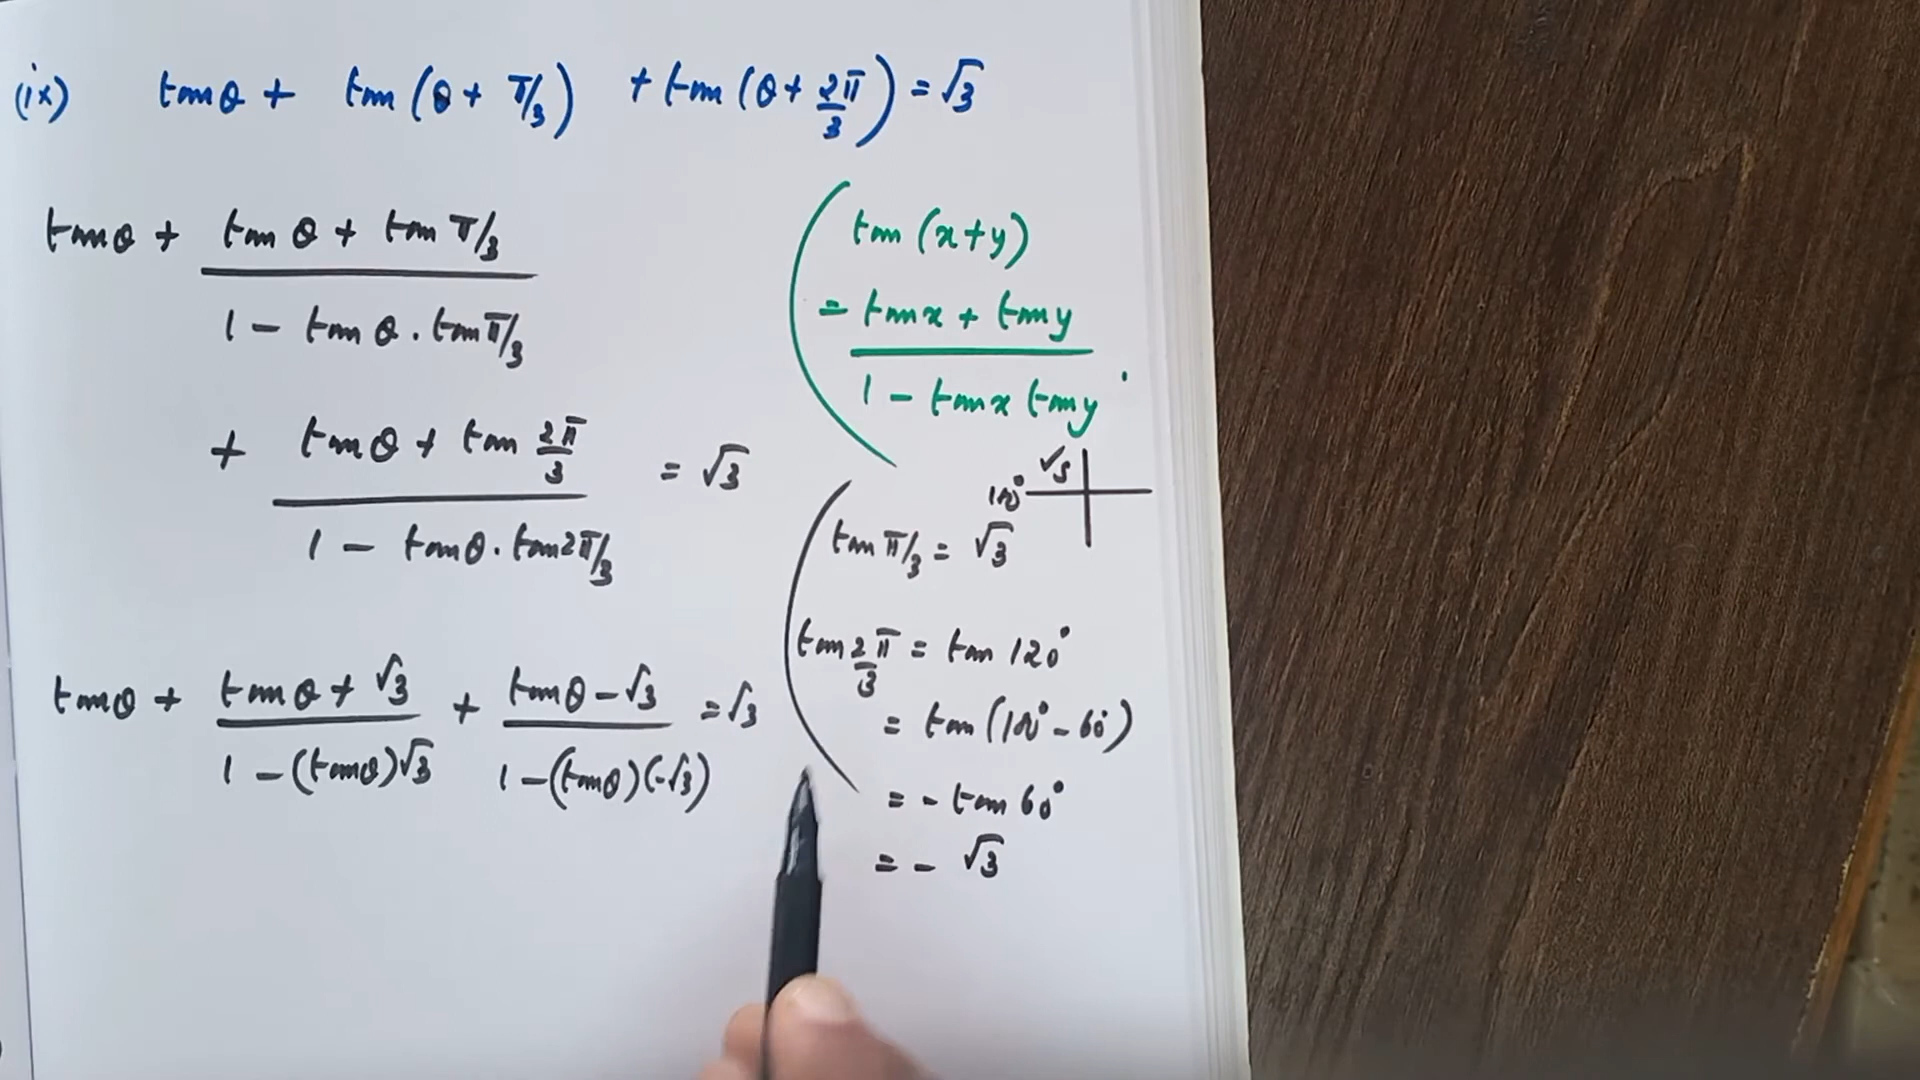 (ix) tanθ + tan(θ + π/3) + tan(θ + 2π/3) = √3
tanθ + (tanθ + tan π/3)/(1 - tanθ . tan π/3)
+ (tanθ + tan 2π/3)/(1 - tanθ . tan 2π/3) = √3
tanθ + (tanθ + √3)/(1 - (tanθ)√3) + (tanθ - √3)/(1 - (tanθ)(-√3)) = √3
tan(x+y)
= (tanx + tany)/(1 - tanx tany)
180°
tan π/3 = √3
tan 2π/3 = tan 120°
= tan(180° - 60°)
= - tan 60°
= - √3